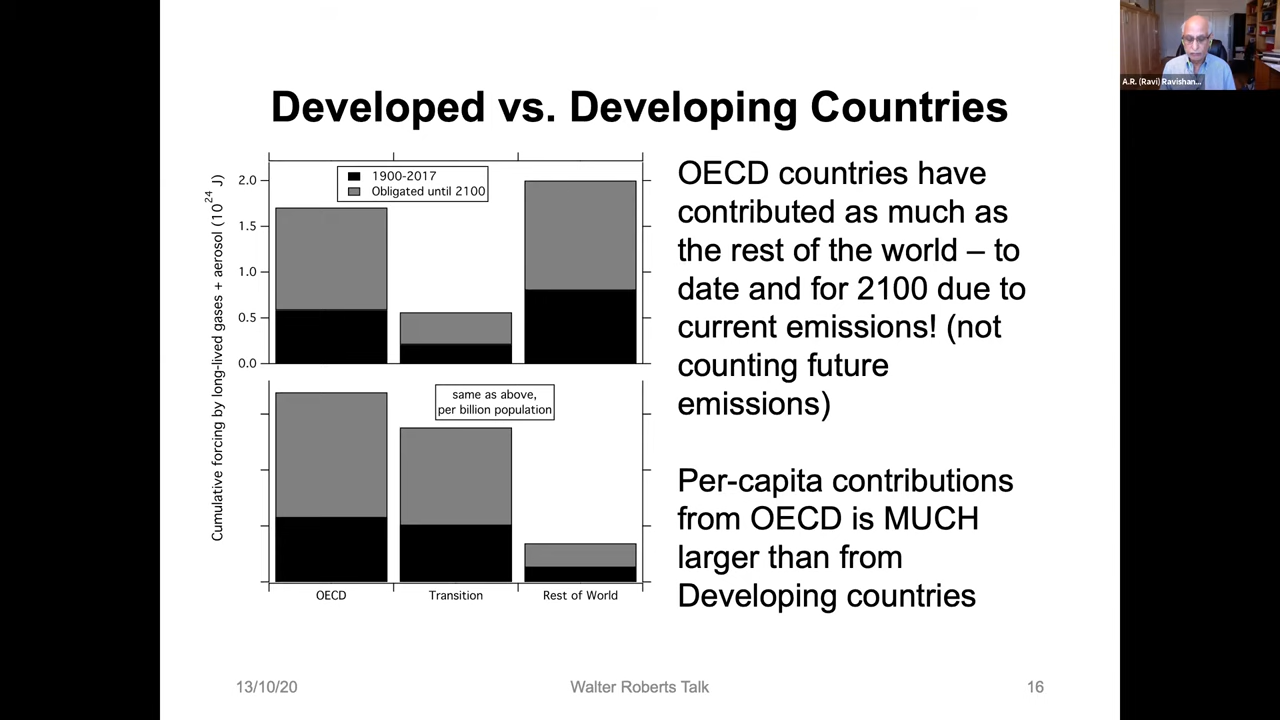 A.R. (Ravi) Ravishan...
Developed vs. Developing Countries
Cumulative forcing by long-lived gases + aerosol (10²⁴ J)
1900-2017
Obligated until 2100
2.0
1.5
1.0
0.5
0.0
same as above,
per billion population
OECD
Transition
Rest of World
OECD countries have
contributed as much as
the rest of the world – to
date and for 2100 due to
current emissions! (not
counting future
emissions)
Per-capita contributions
from OECD is MUCH
larger than from
Developing countries
13/10/20
Walter Roberts Talk
16